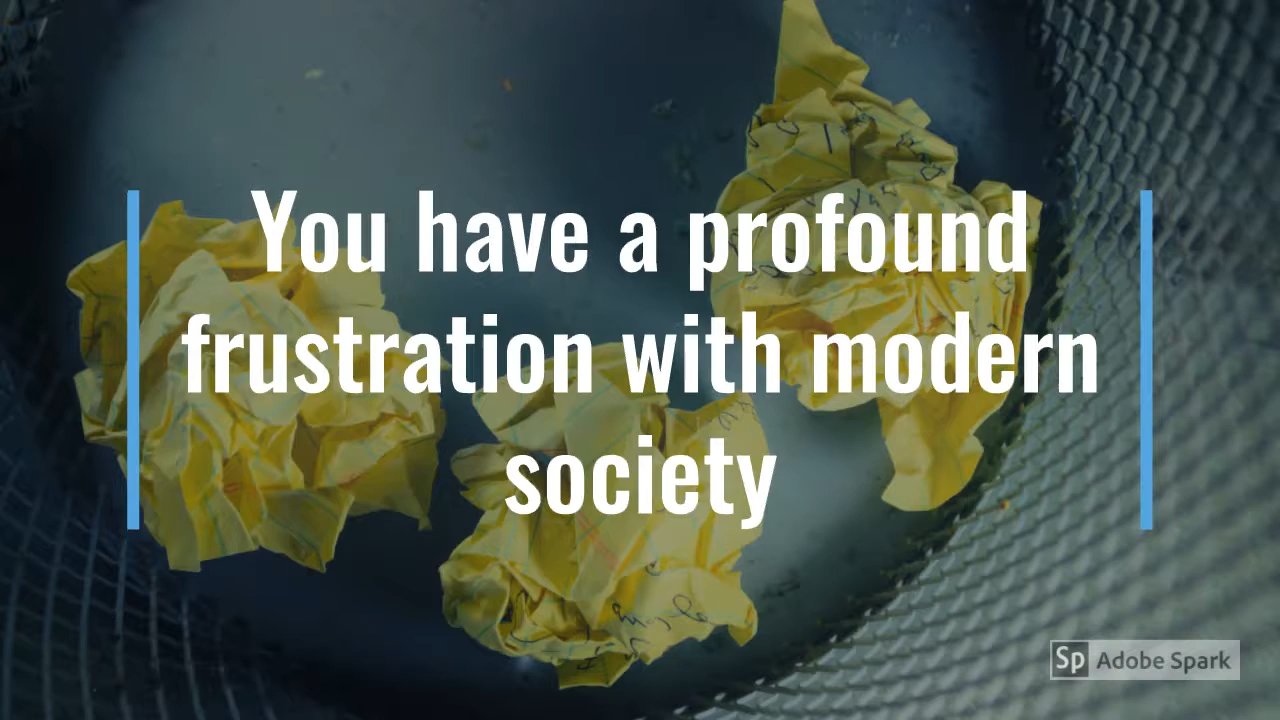 You have a profound
frustration with modern
society
Sp Adobe Spark